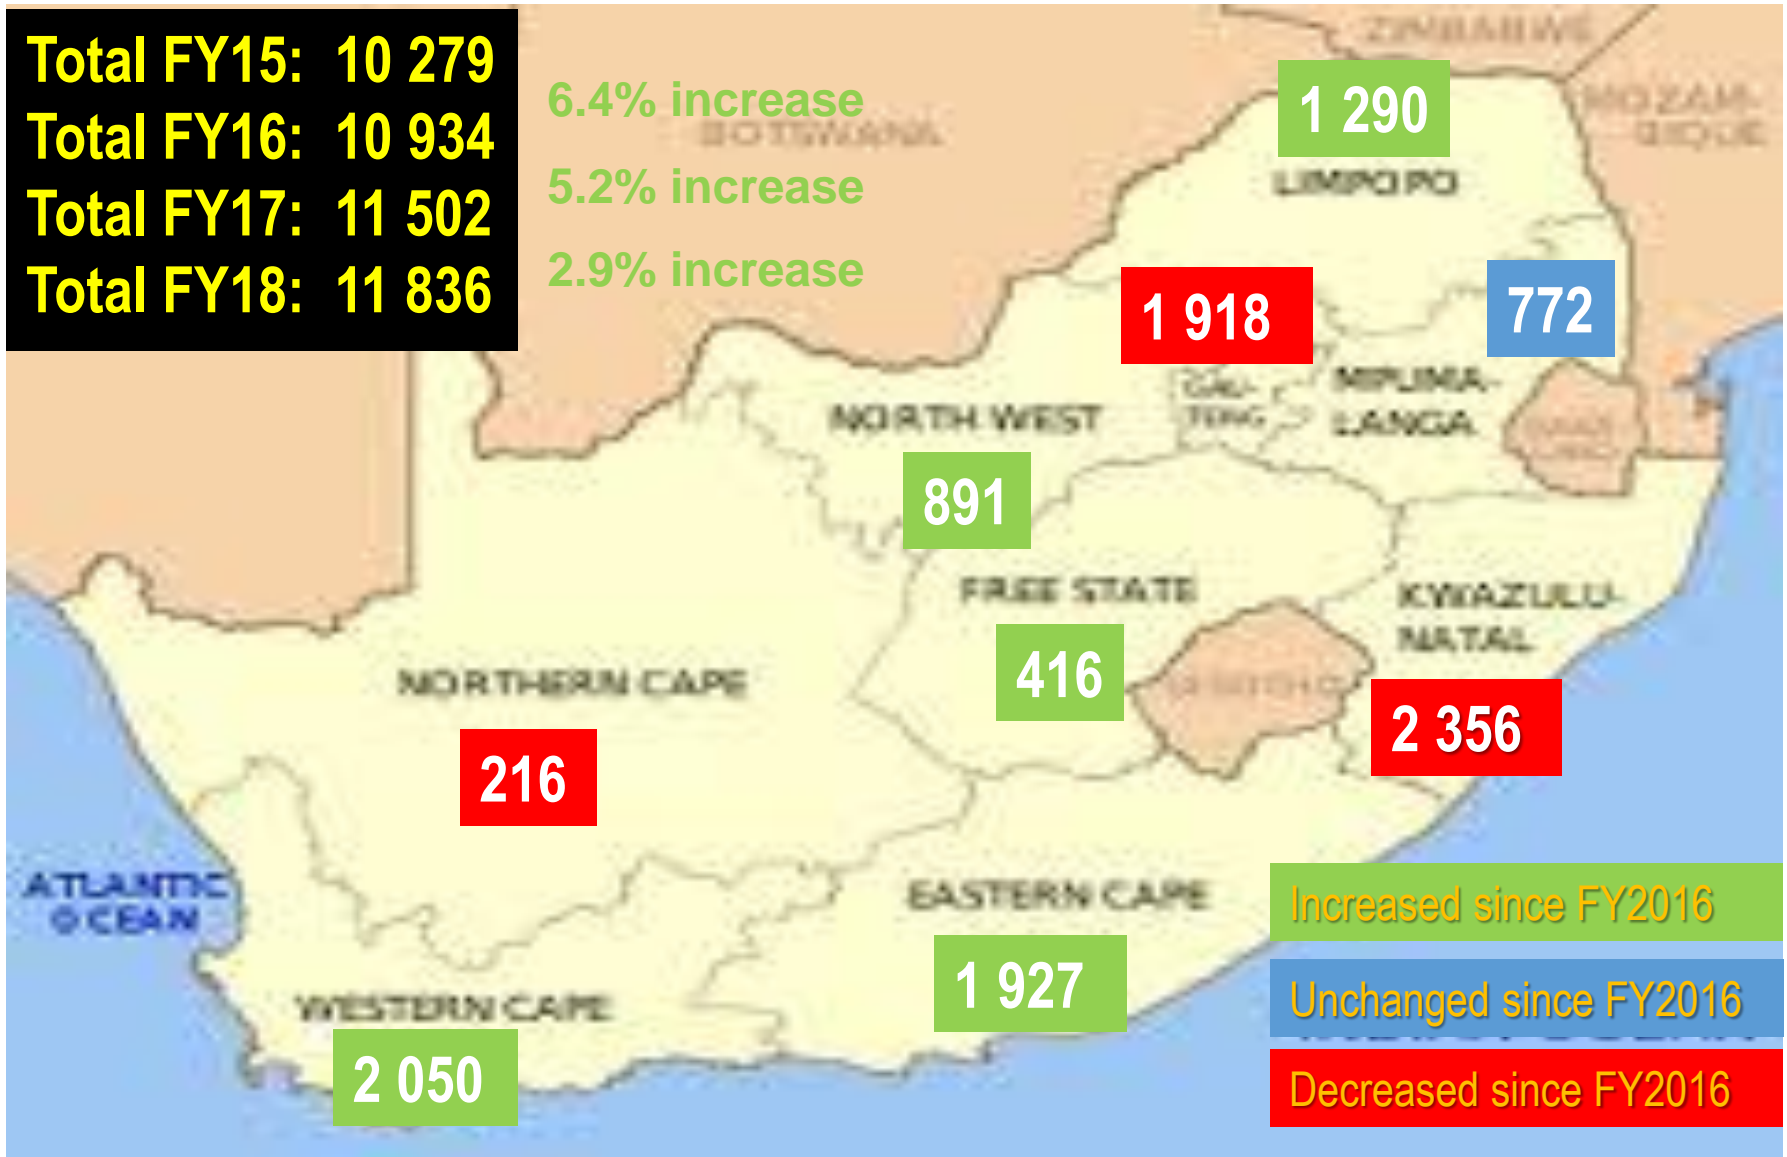 Total FY15: 10 279
Total FY16: 10 934
Total FY17: 11 502
Total FY18: 11 836
6.4% increase
5.2% increase
2.9% increase
ZIMBABWE
BOTSWANA
MOZAM-
BIQUE
1 290
LIMPOPO
1 918
772
GAU-
TENG
MPUMA-
LANGA
NORTH WEST
891
FREE STATE
416
KWAZULU-
NATAL
LESOTHO
2 356
NORTHERN CAPE
216
ATLANTIC
OCEAN
EASTERN CAPE
1 927
WESTERN CAPE
2 050
Increased since FY2016
Unchanged since FY2016
Decreased since FY2016